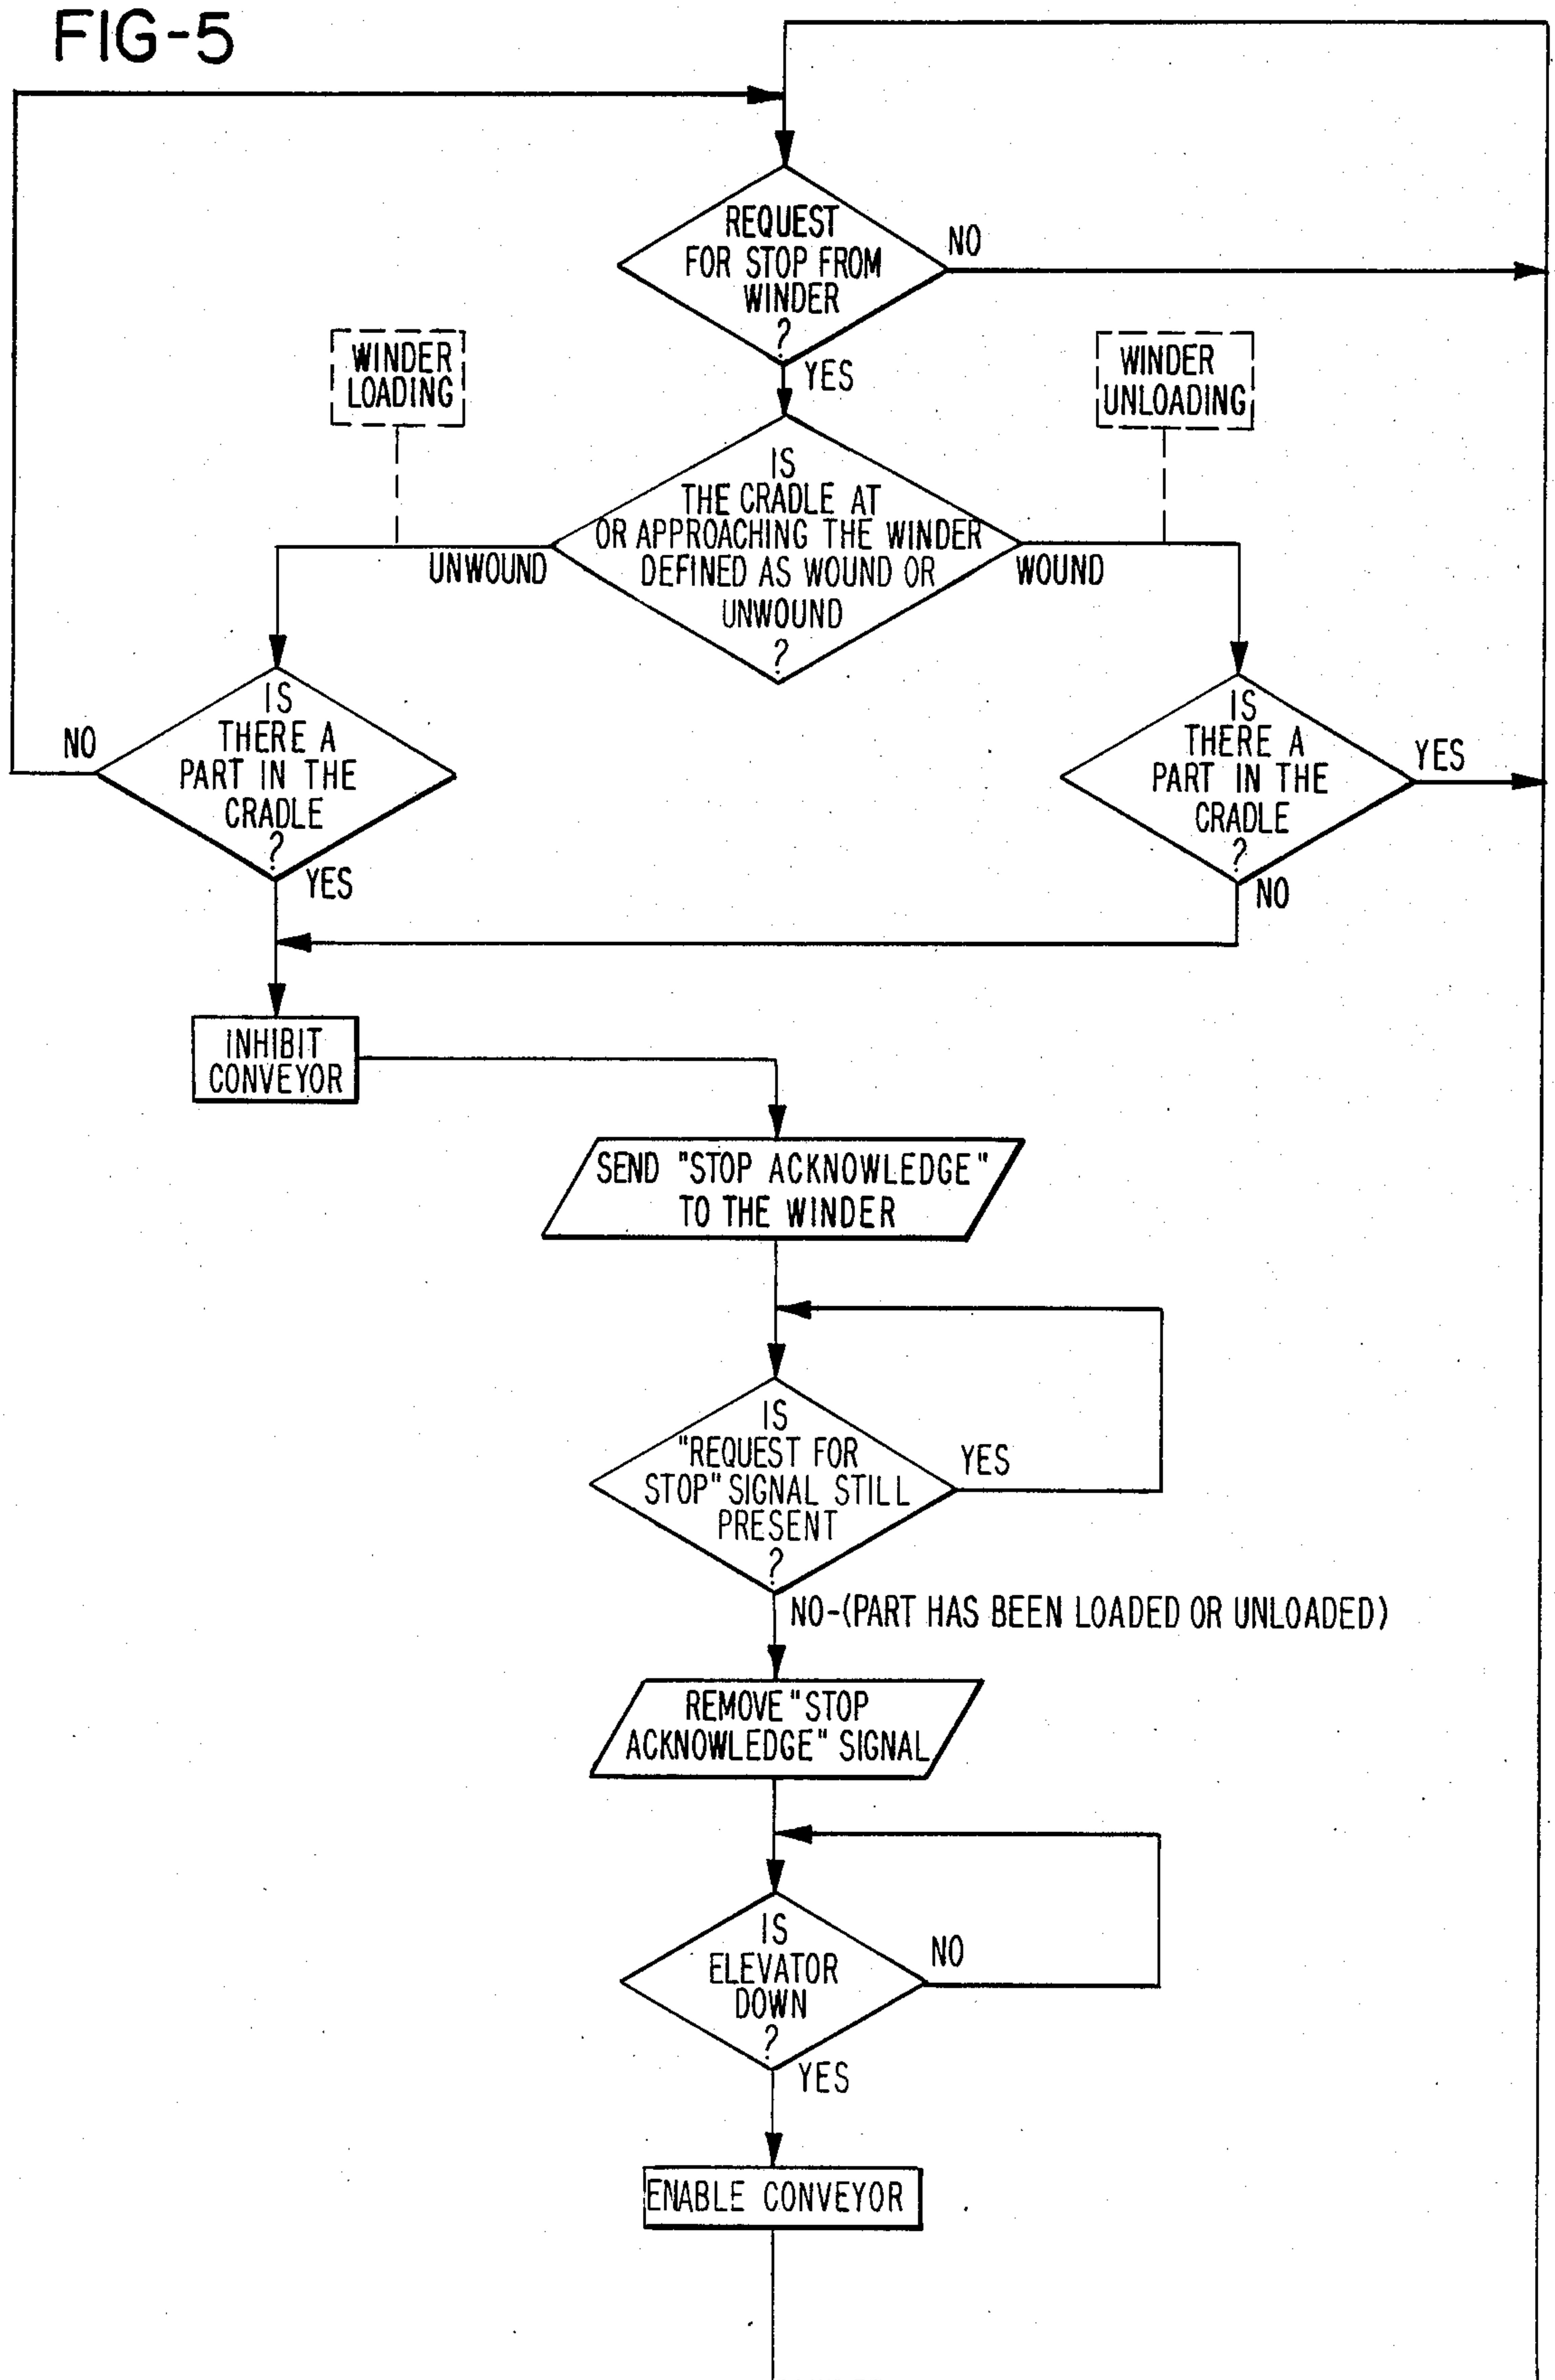 FIG-5
REQUEST
FOR STOP FROM
WINDER
?
NO
YES
WINDER
LOADING
WINDER
UNLOADING
IS
THE CRADLE AT
OR APPROACHING THE WINDER
DEFINED AS WOUND OR
UNWOUND
?
UNWOUND
WOUND
IS
THERE A
PART IN THE
CRADLE
?
NO
YES
IS
THERE A
PART IN THE
CRADLE
?
YES
NO
INHIBIT
CONVEYOR
SEND "STOP ACKNOWLEDGE"
TO THE WINDER
IS
"REQUEST FOR
STOP" SIGNAL STILL
PRESENT
?
YES
NO-(PART HAS BEEN LOADED OR UNLOADED)
REMOVE "STOP
ACKNOWLEDGE" SIGNAL
IS
ELEVATOR
DOWN
?
NO
YES
ENABLE CONVEYOR